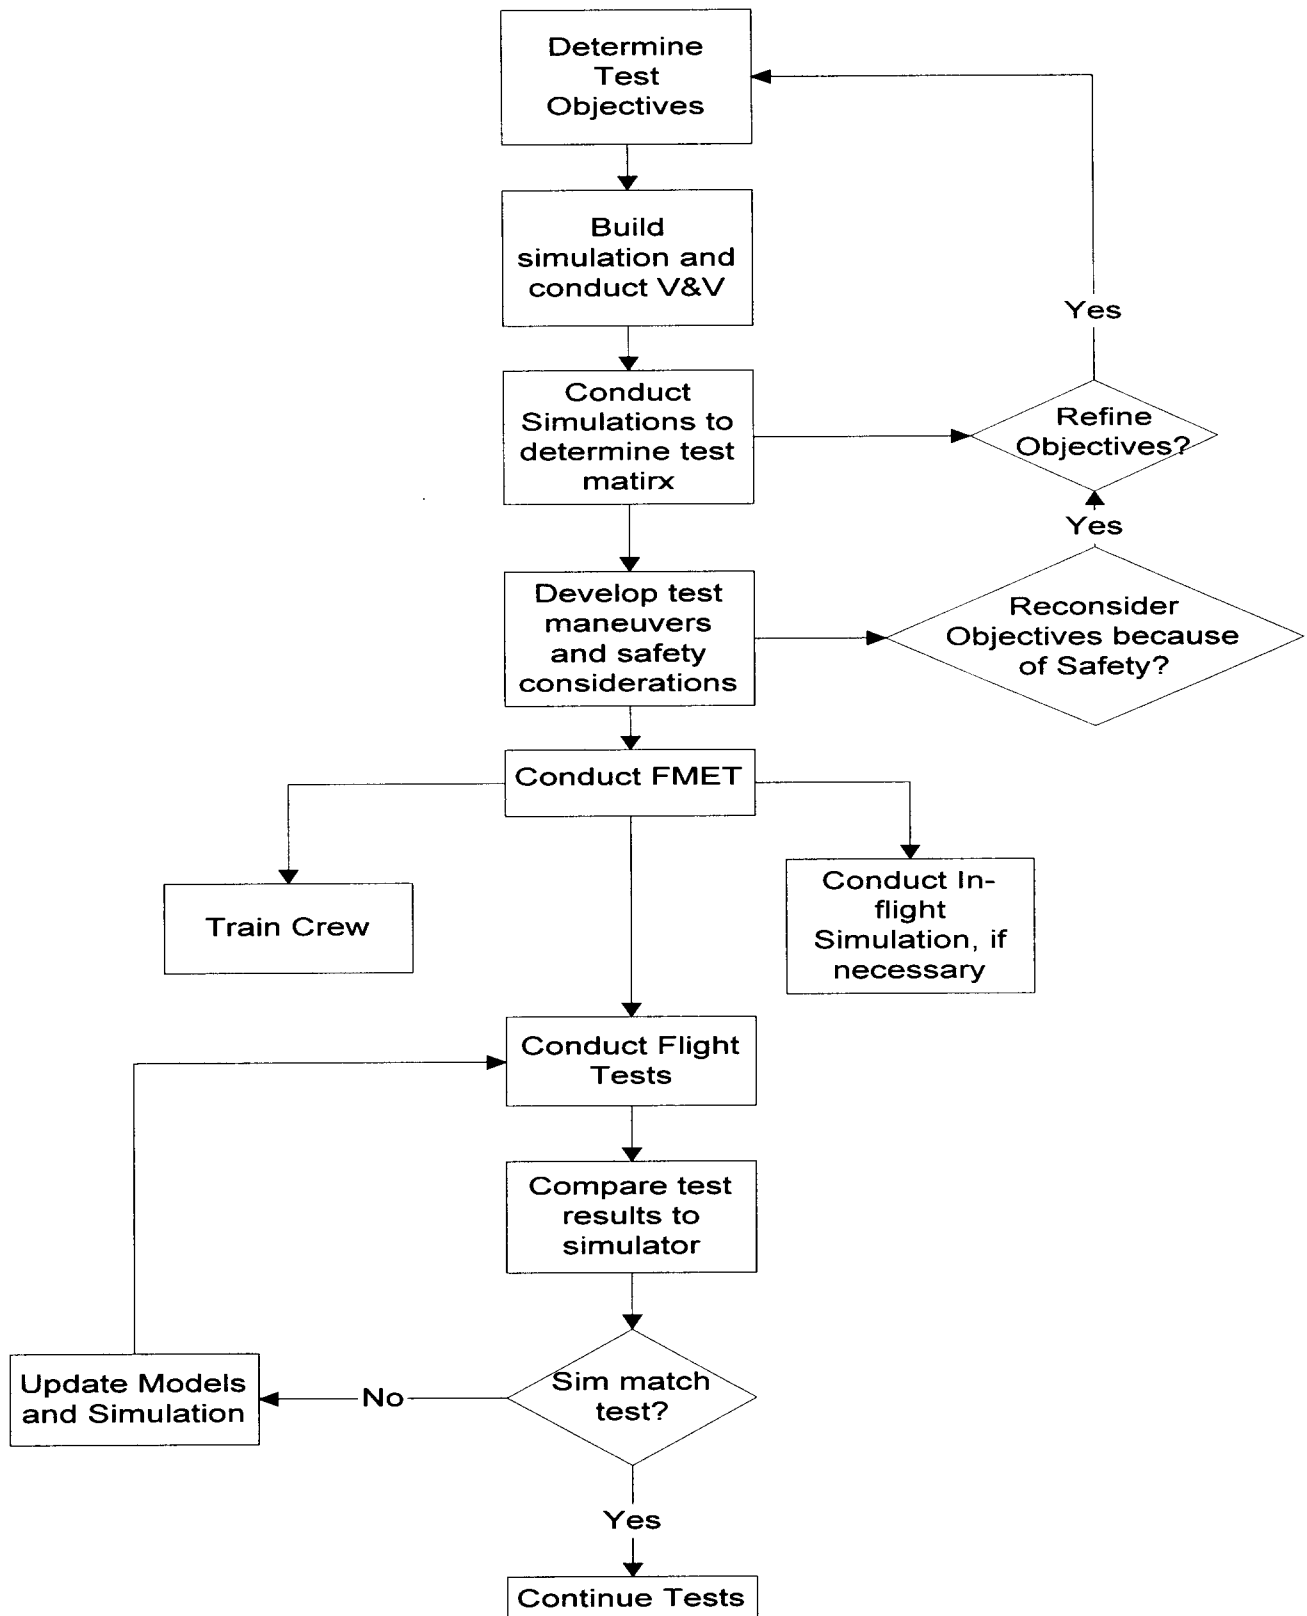 Determine
Test
Objectives
Build
simulation and
conduct V&V
Yes
Conduct
Simulations to
determine test
matirx
Refine
Objectives?
Yes
Develop test
maneuvers
and safety
considerations
Reconsider
Objectives because
of Safety?
Conduct FMET
Train Crew
Conduct In-
flight
Simulation, if
necessary
Conduct Flight
Tests
Compare test
results to
simulator
Update Models
and Simulation
No
Sim match
test?
Yes
Continue Tests